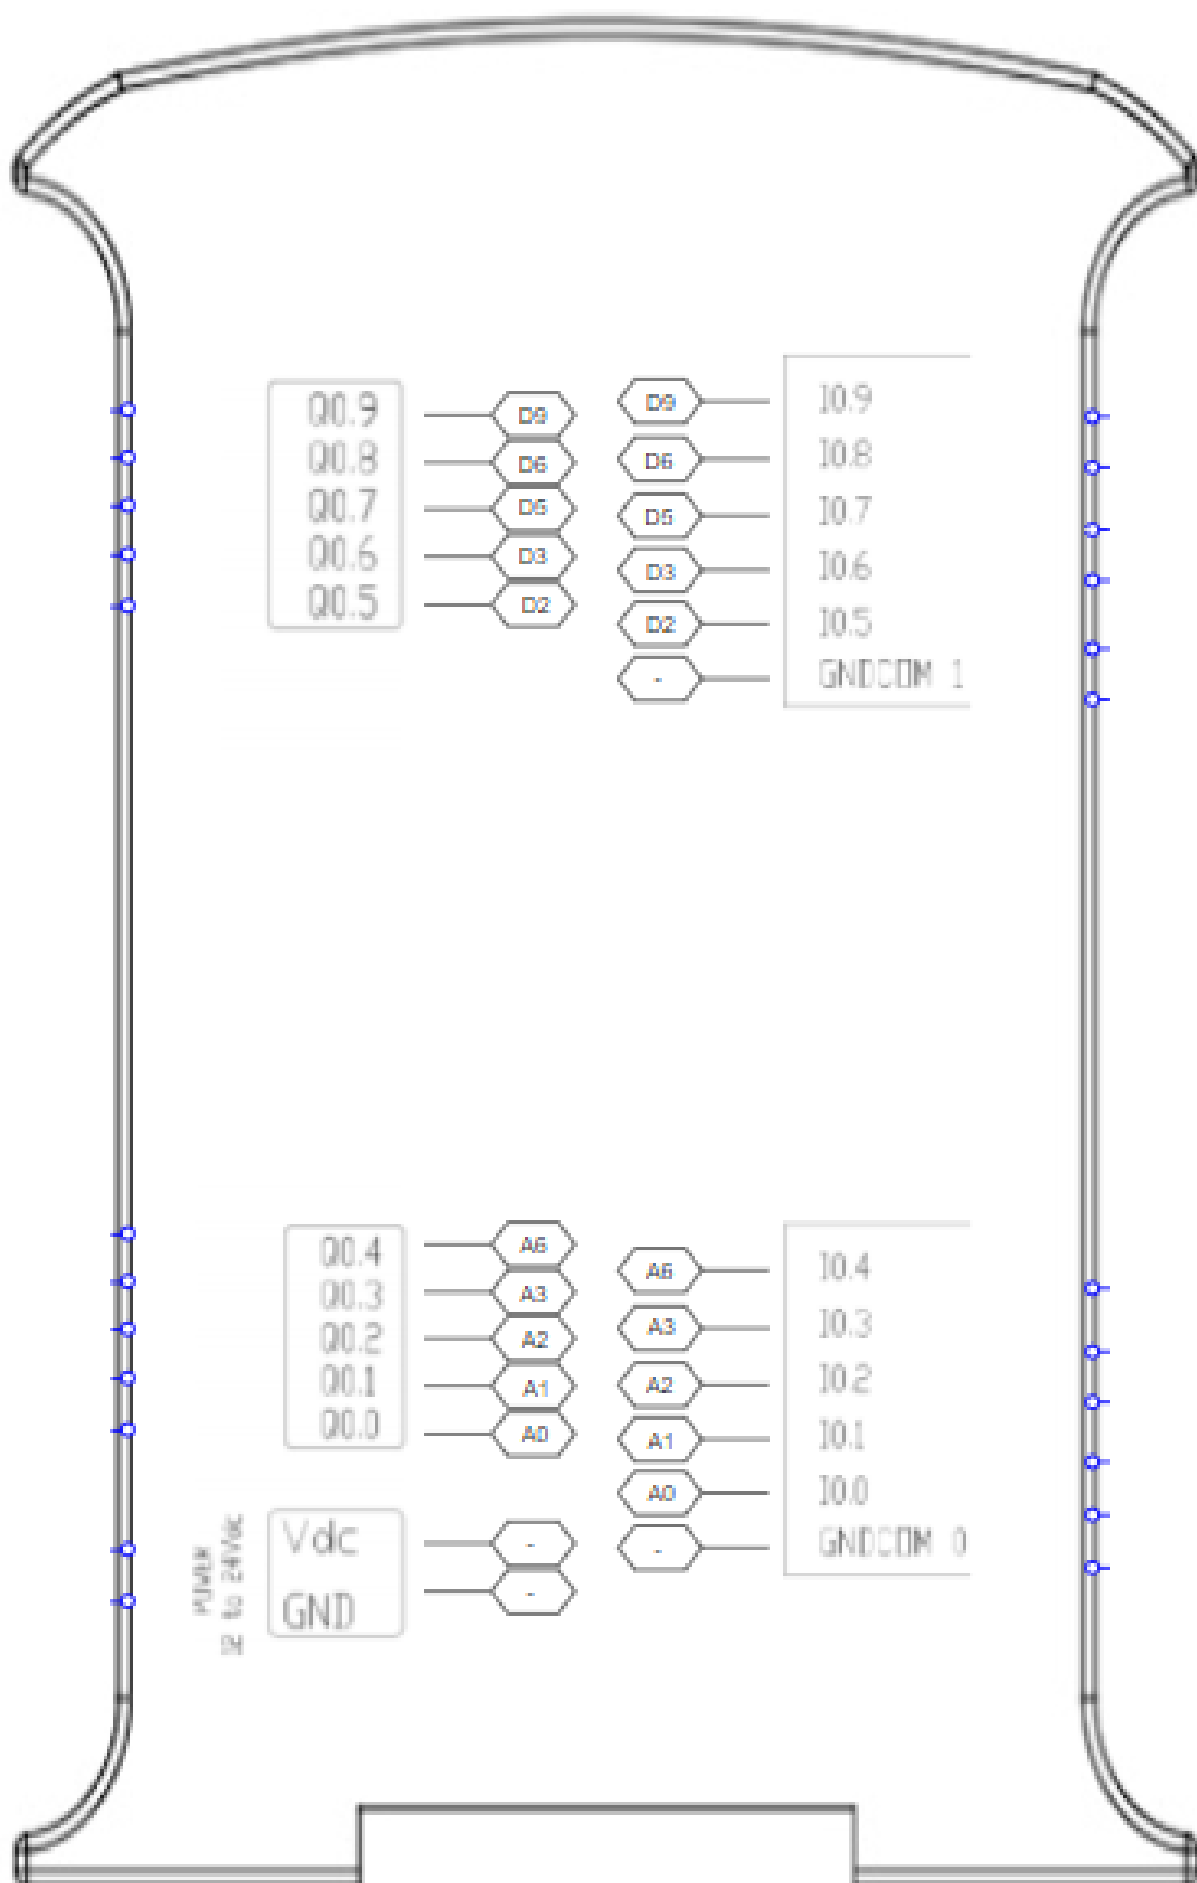 Q0.9 D9 D9 I0.9
Q0.8 D6 D6 I0.8
Q0.7 D5 D5 I0.7
Q0.6 D3 D3 I0.6
Q0.5 D2 D2 I0.5
- GNDCOM 1
Q0.4 A6 A6 I0.4
Q0.3 A3 A3 I0.3
Q0.2 A2 A2 I0.2
Q0.1 A1 A1 I0.1
Q0.0 A0 A0 I0.0
Vdc - - GNDCOM 0
GND -
POWER
12 to 24Vdc